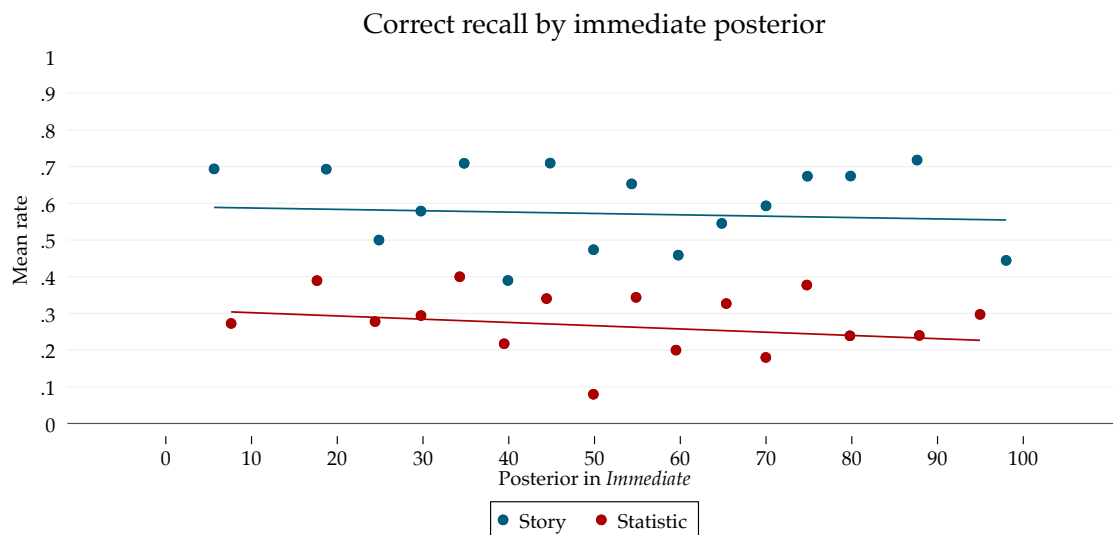 Correct recall by immediate posterior
Mean rate
1
.9
.8
.7
.6
.5
.4
.3
.2
.1
0
0 10 20 30 40 50 60 70 80 90 100
Posterior in Immediate
Story Statistic